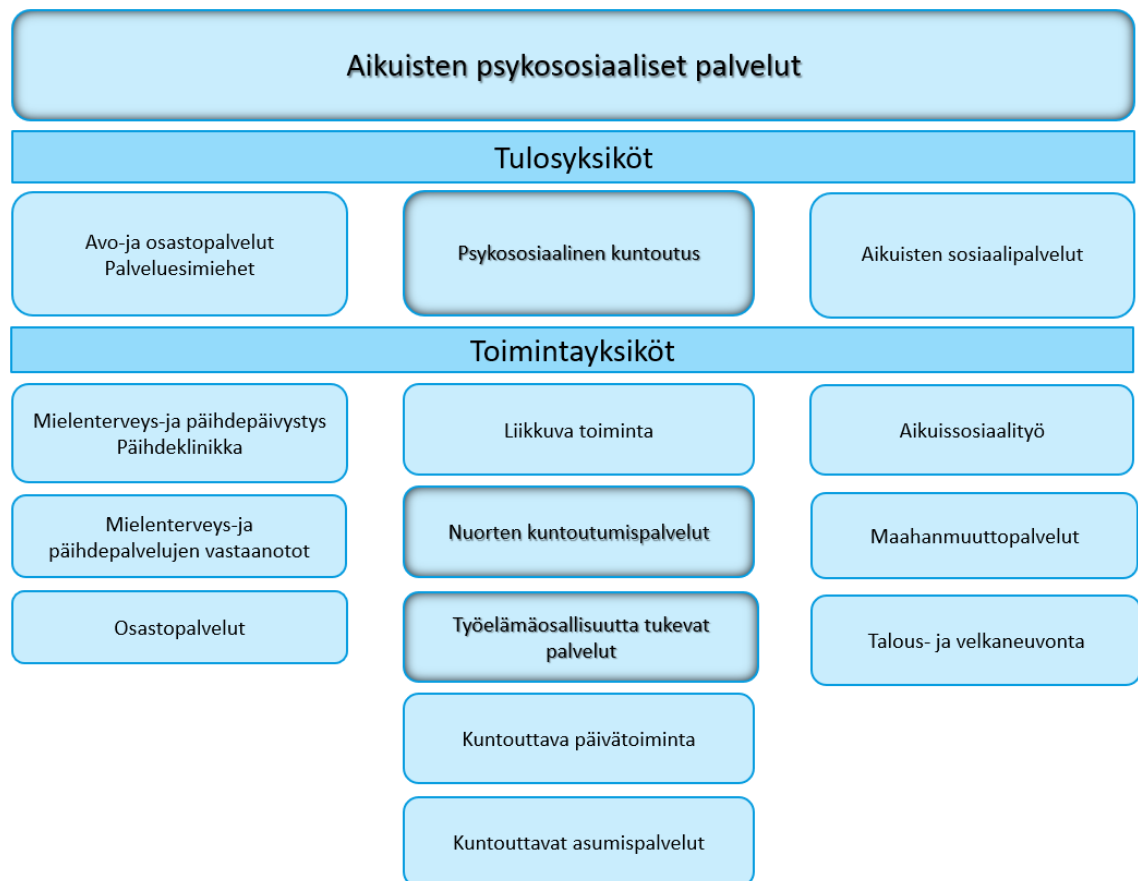 Aikuisten psykososiaaliset palvelut
Tulosyksiköt
Avo-ja osastopalvelut
Palveluesimiehet
Psykososiaalinen kuntoutus
Aikuisten sosiaalipalvelut
Toimintayksiköt
Mielenterveys-ja päihdepäivystys
Päihdeklinikka
Liikkuva toiminta
Aikuissosiaalityö
Mielenterveys-ja
päihdepalvelujen vastaanotot
Nuorten kuntoutumispalvelut
Maahanmuuttopalvelut
Osastopalvelut
Työelämäosallisuutta tukevat
palvelut
Talous- ja velkaneuvonta
Kuntouttava päivätoiminta
Kuntouttavat asumispalvelut